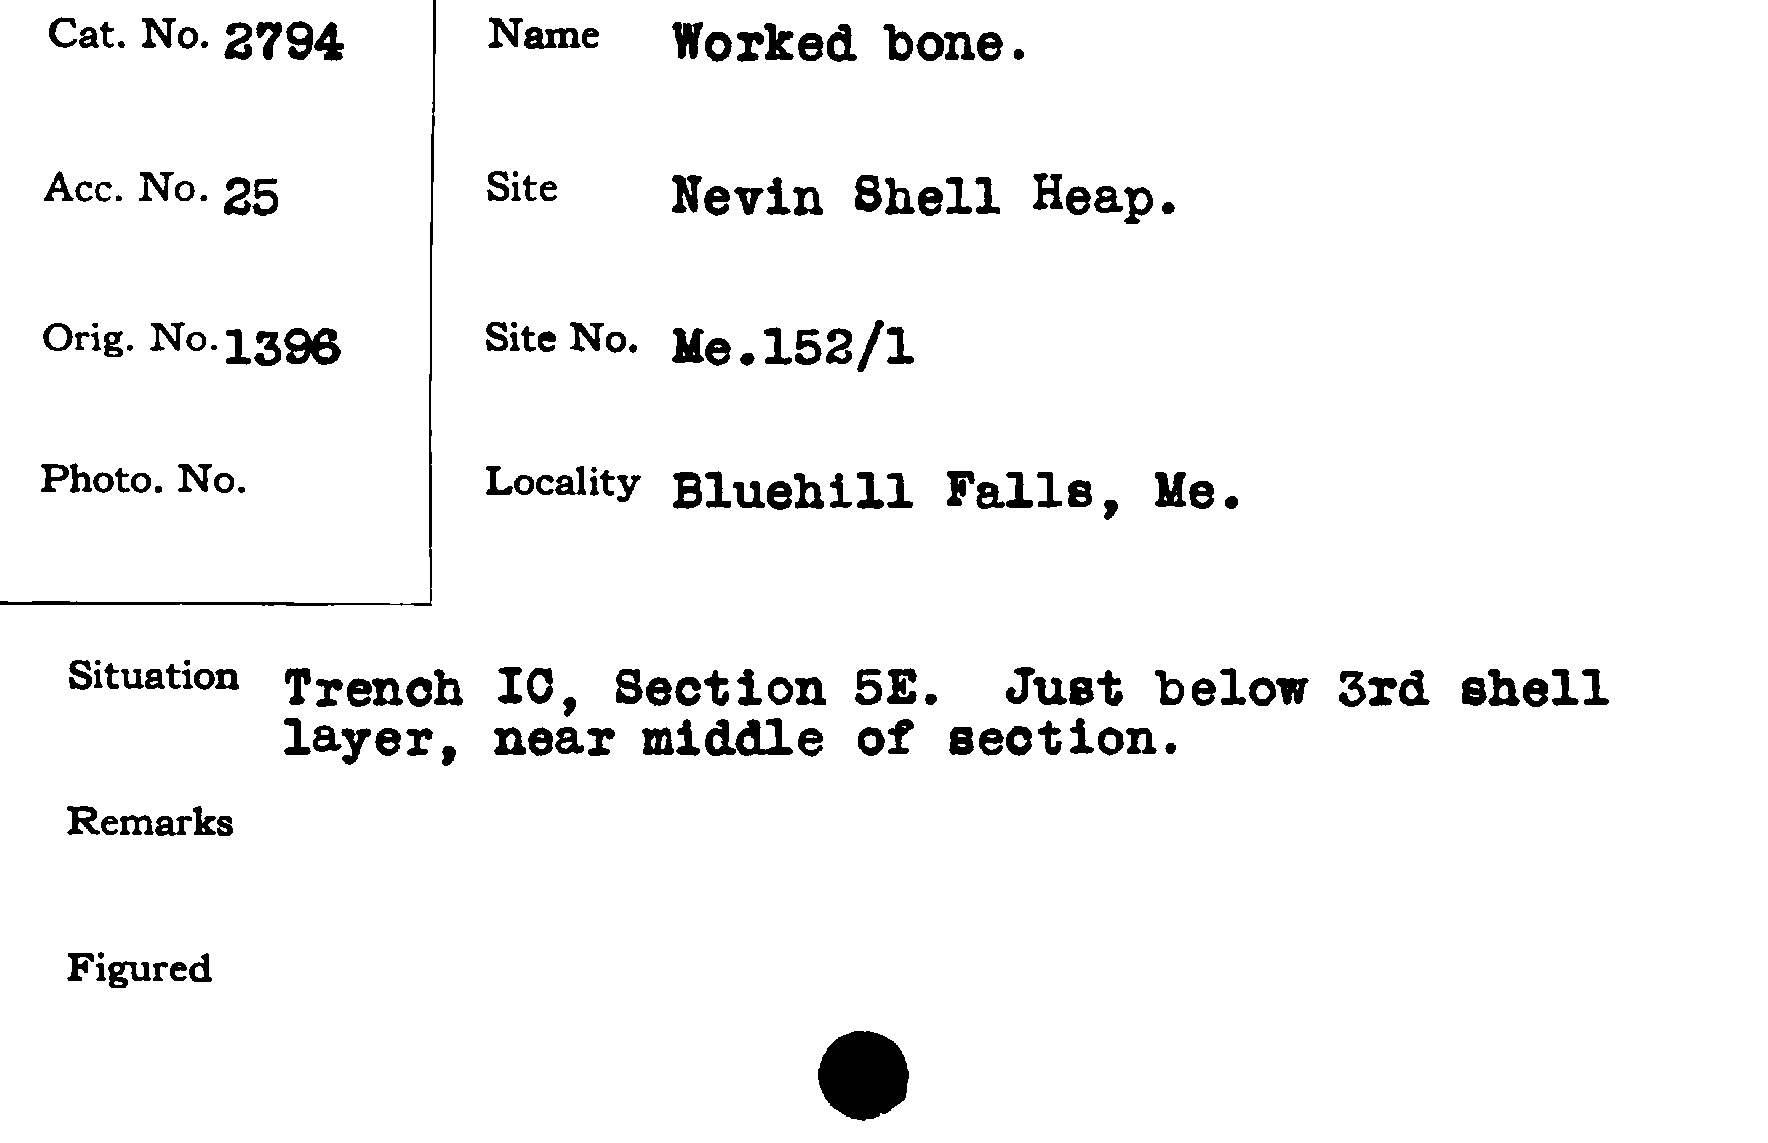 Cat. No. 2794
Name Worked bone.
Acc. No. 25
Site Nevin Shell Heap.
Orig. No. 1396
Site No. Me.152/1
Photo. No.
Locality Bluehill Falls, Me.
Situation Trench IC, Section 5E. Just below 3rd shell
layer, near middle of section.
Remarks
Figured